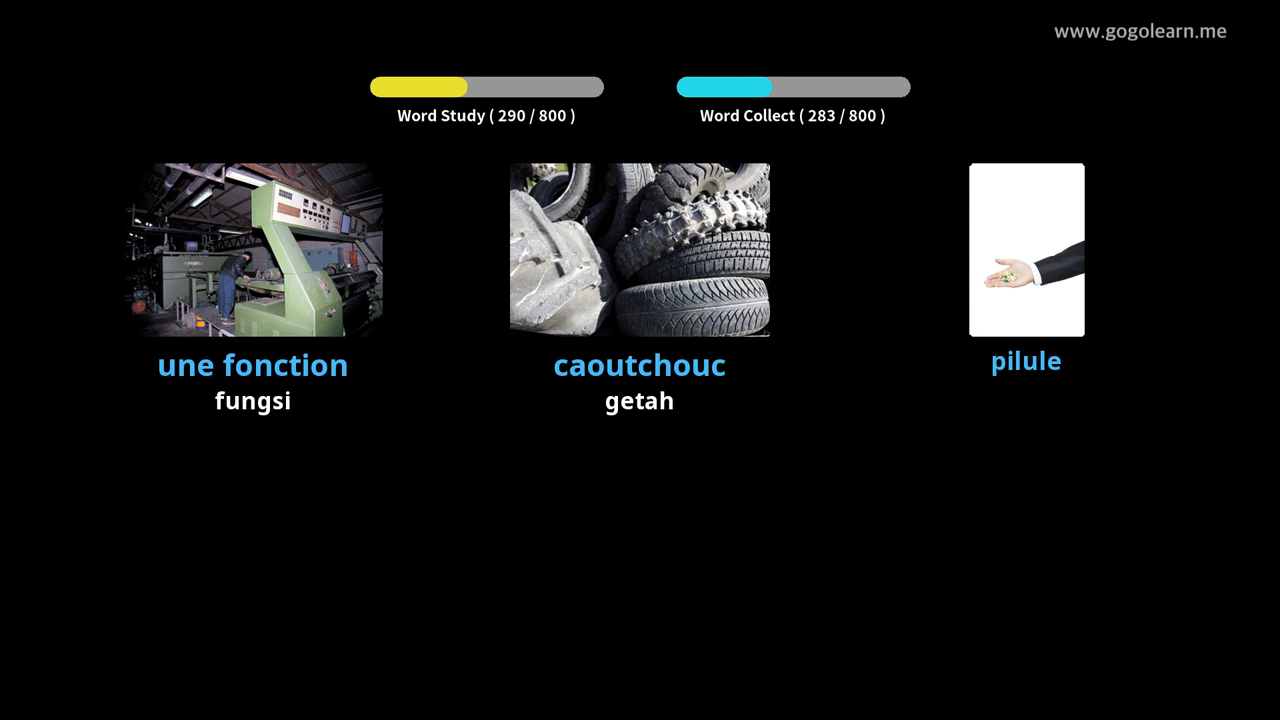 www.gogolearn.me
Word Study ( 290 / 800 )
Word Collect ( 283 / 800 )
une fonction
fungsi
caoutchouc
getah
pilule